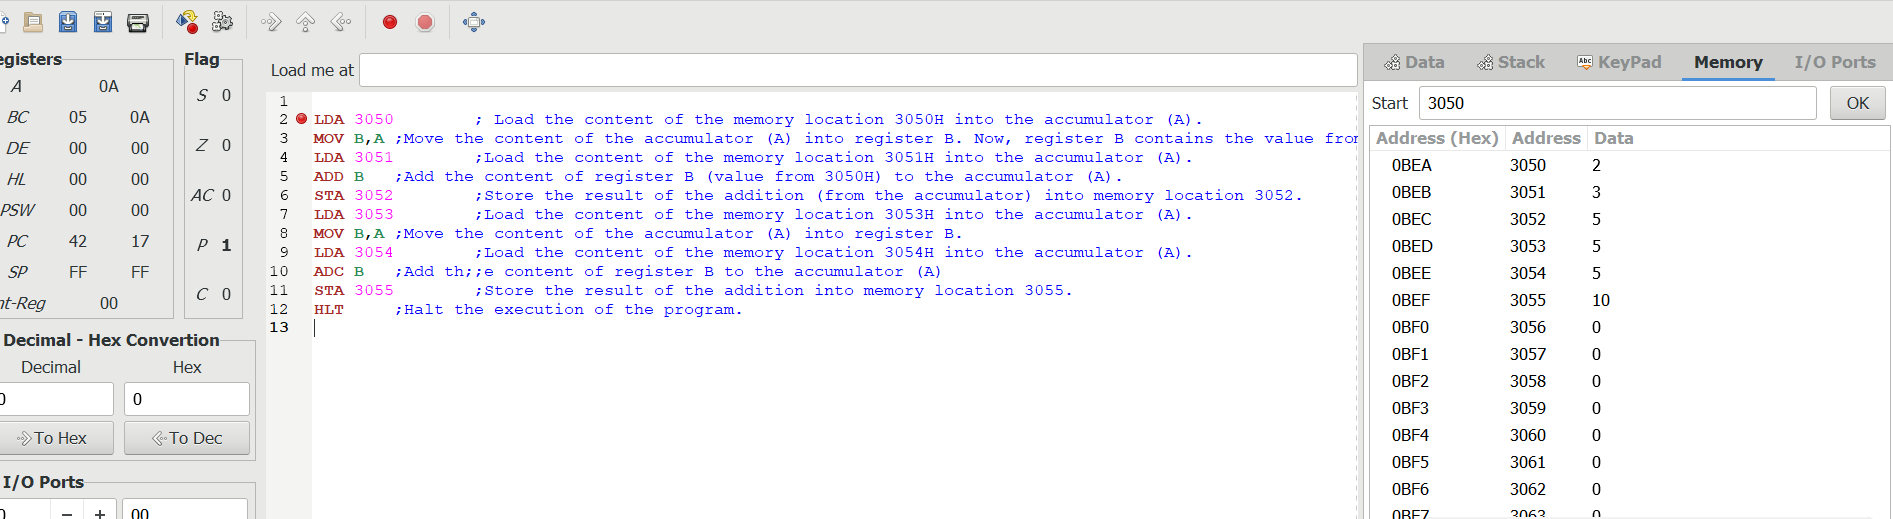 egisters
A 0A
BC 05 0A
DE 00 00
HL 00 00
PSW 00 00
PC 42 17
SP FF FF
nt-Reg 00
Flag
S 0
Z 0
AC 0
P 1
C 0
Decimal - Hex Convertion
Decimal Hex
0 0
To Hex To Dec
I/O Ports
0 − + 00
Load me at
1
2 LDA 3050 ; Load the content of the memory location 3050H into the accumulator (A).
3 MOV B,A ;Move the content of the accumulator (A) into register B. Now, register B contains the value from
4 LDA 3051 ;Load the content of the memory location 3051H into the accumulator (A).
5 ADD B ;Add the content of register B (value from 3050H) to the accumulator (A).
6 STA 3052 ;Store the result of the addition (from the accumulator) into memory location 3052.
7 LDA 3053 ;Load the content of the memory location 3053H into the accumulator (A).
8 MOV B,A ;Move the content of the accumulator (A) into register B.
9 LDA 3054 ;Load the content of the memory location 3054H into the accumulator (A).
10 ADC B ;Add th;;e content of register B to the accumulator (A)
11 STA 3055 ;Store the result of the addition into memory location 3055.
12 HLT ;Halt the execution of the program.
13
Data Stack Abc KeyPad Memory I/O Ports
Start 3050 OK
Address (Hex) Address Data
0BEA 3050 2
0BEB 3051 3
0BEC 3052 5
0BED 3053 5
0BEE 3054 5
0BEF 3055 10
0BF0 3056 0
0BF1 3057 0
0BF2 3058 0
0BF3 3059 0
0BF4 3060 0
0BF5 3061 0
0BF6 3062 0
0BF7 3063 0